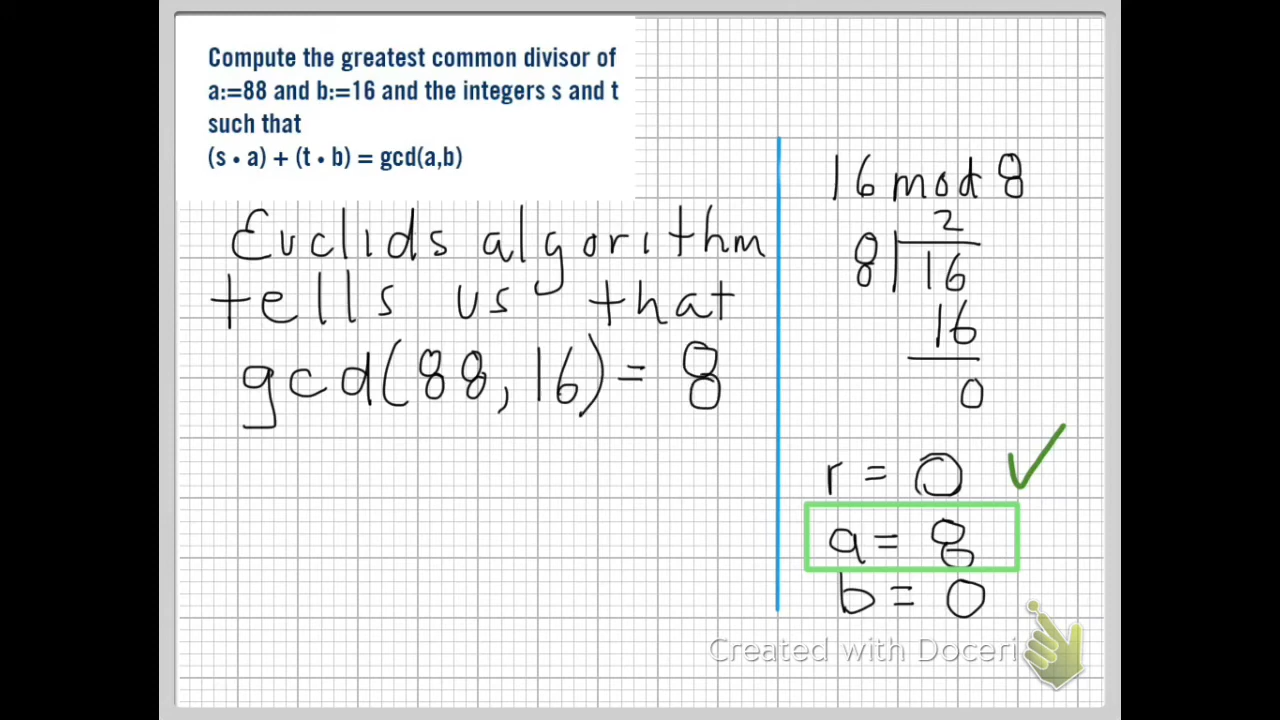 Compute the greatest common divisor of
a:=88 and b:=16 and the integers s and t
such that
(s • a) + (t • b) = gcd(a,b)
Euclids algorithm
tells us that
gcd(88,16) = 8
16 mod 8
2
8 16
16
0
r = 0
a = 8
b = 0
Created with Doceri